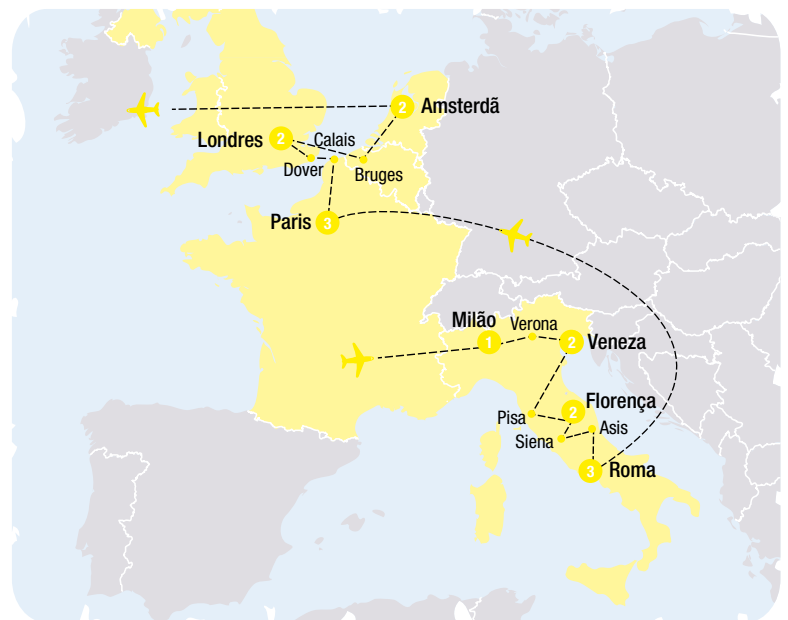 2 Amsterdã
Londres 2
Calais
Dover
Bruges
Paris 3
Milão
1
Verona
2 Veneza
Florença
2
Pisa
Asis
Siena
3 Roma